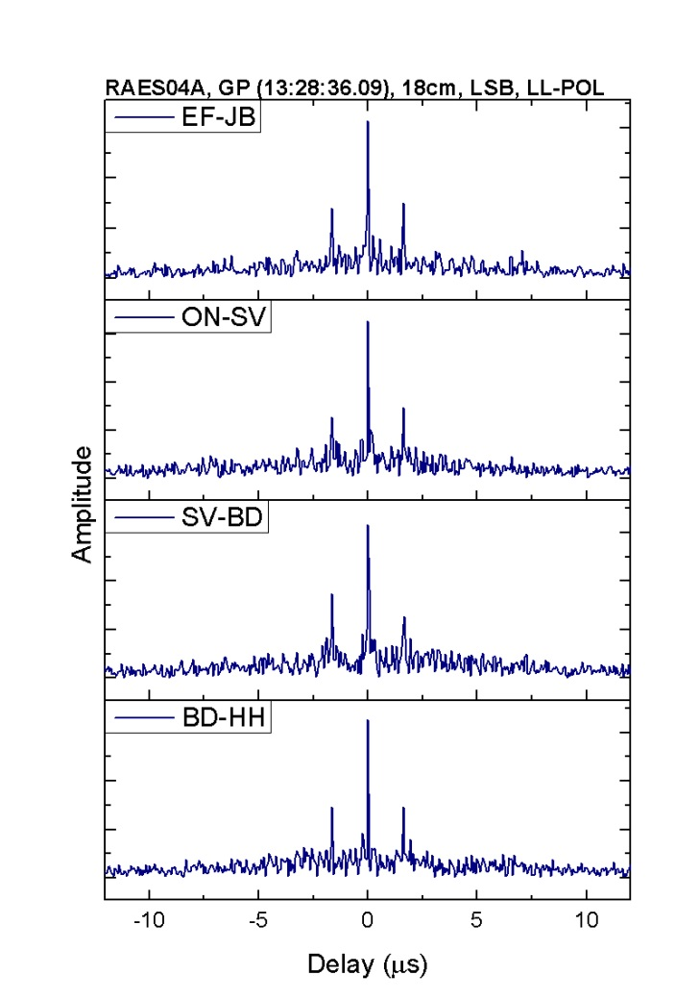 RAES04A, GP (13:28:36.09), 18cm, LSB, LL-POL
EF-JB
ON-SV
SV-BD
BD-HH
Amplitude
-10 -5 0 5 10
Delay (μs)